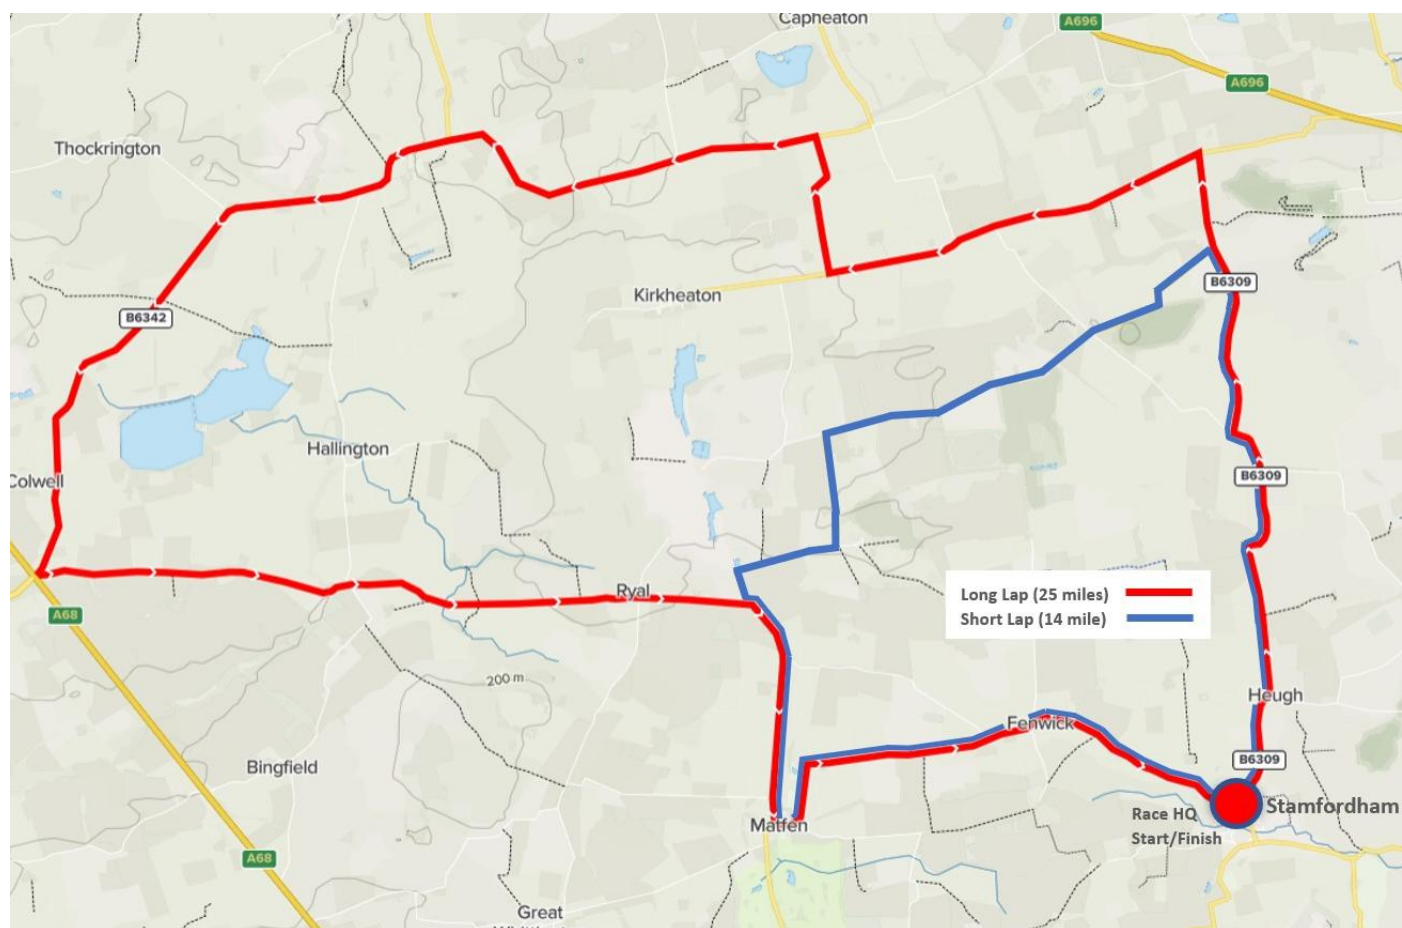 Capheaton
A696
A696
Thockrington
B6309
Kirkheaton
B6342
Hallington
Colwell
B6309
Ryal
Long Lap (25 miles)
Short Lap (14 mile)
A68
200 m
Heugh
Fenwick
B6309
Bingfield
Stamfordham
Race HQ
Start/Finish
Matfen
A68
Great